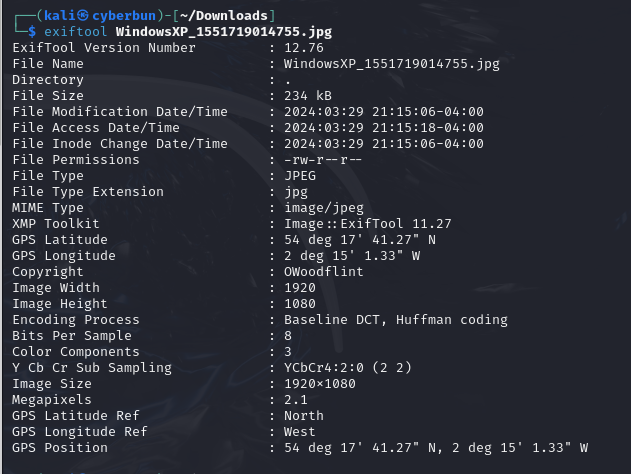 ┌──(kali㉿cyberbun)-[~/Downloads]
└─$ exiftool WindowsXP_1551719014755.jpg
ExifTool Version Number         : 12.76
File Name                       : WindowsXP_1551719014755.jpg
Directory                       : .
File Size                       : 234 kB
File Modification Date/Time     : 2024:03:29 21:15:06-04:00
File Access Date/Time           : 2024:03:29 21:15:18-04:00
File Inode Change Date/Time     : 2024:03:29 21:15:06-04:00
File Permissions                : -rw-r--r--
File Type                       : JPEG
File Type Extension             : jpg
MIME Type                       : image/jpeg
XMP Toolkit                     : Image::ExifTool 11.27
GPS Latitude                    : 54 deg 17' 41.27" N
GPS Longitude                   : 2 deg 15' 1.33" W
Copyright                       : OWoodflint
Image Width                     : 1920
Image Height                    : 1080
Encoding Process                : Baseline DCT, Huffman coding
Bits Per Sample                 : 8
Color Components                : 3
Y Cb Cr Sub Sampling            : YCbCr4:2:0 (2 2)
Image Size                      : 1920×1080
Megapixels                      : 2.1
GPS Latitude Ref                : North
GPS Longitude Ref               : West
GPS Position                    : 54 deg 17' 41.27" N, 2 deg 15' 1.33" W